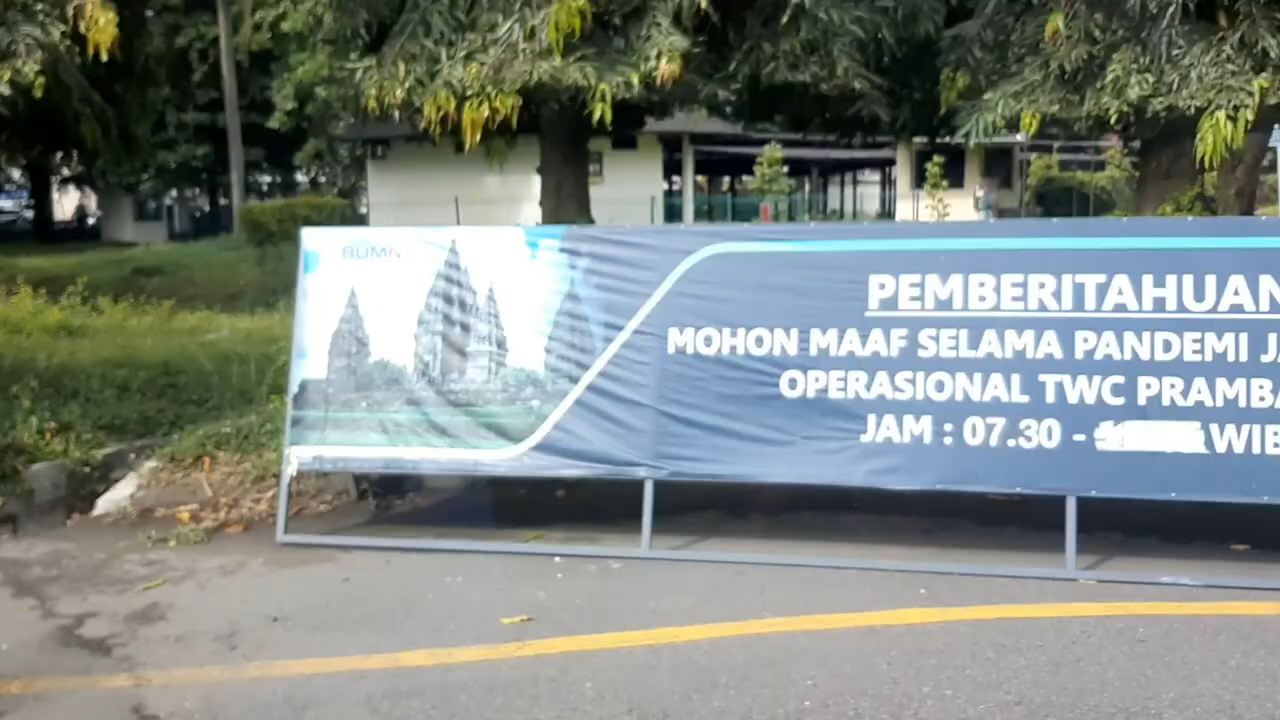 BUMN
PEMBERITAHUAN
MOHON MAAF SELAMA PANDEMI
OPERASIONAL TWC
JAM : 07.30 - WIB